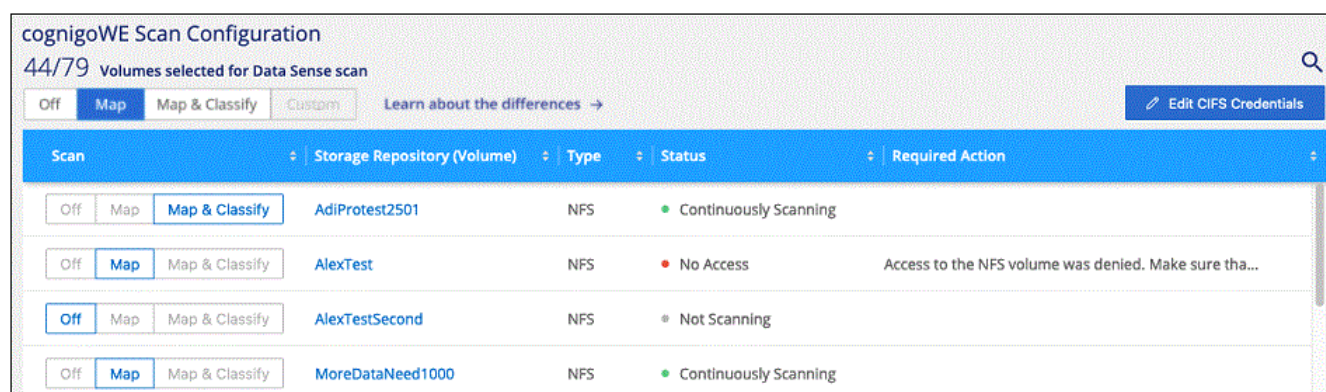 cognigoWE Scan Configuration
44/79 Volumes selected for Data Sense scan
Off Map Map & Classify Custom Learn about the differences → Edit CIFS Credentials
Scan Storage Repository (Volume) Type Status Required Action
Off Map Map & Classify AdiProtest2501 NFS Continuously Scanning
Off Map Map & Classify AlexTest NFS No Access Access to the NFS volume was denied. Make sure tha...
Off Map Map & Classify AlexTestSecond NFS Not Scanning
Off Map Map & Classify MoreDataNeed1000 NFS Continuously Scanning